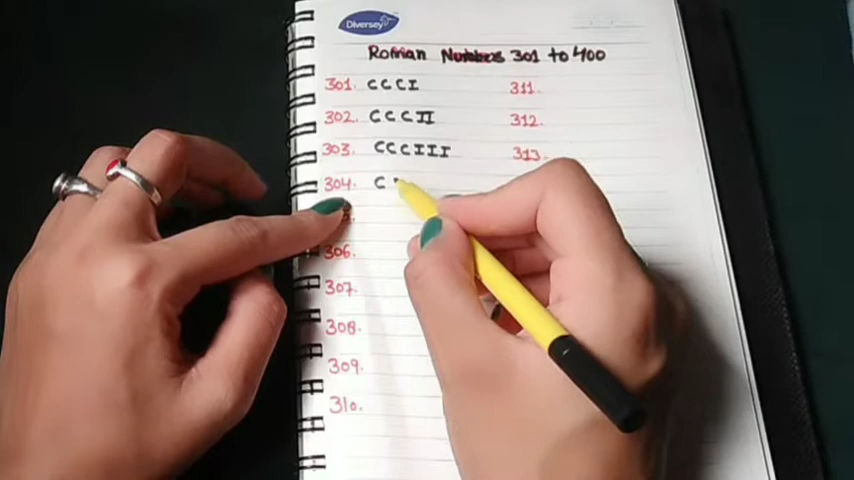 Diversey
Roman Numbers 301 to 400
301. CCCI 311.
302. CCCII 312.
303. CCCIII 313.
304. C
306.
307.
308.
309.
310.